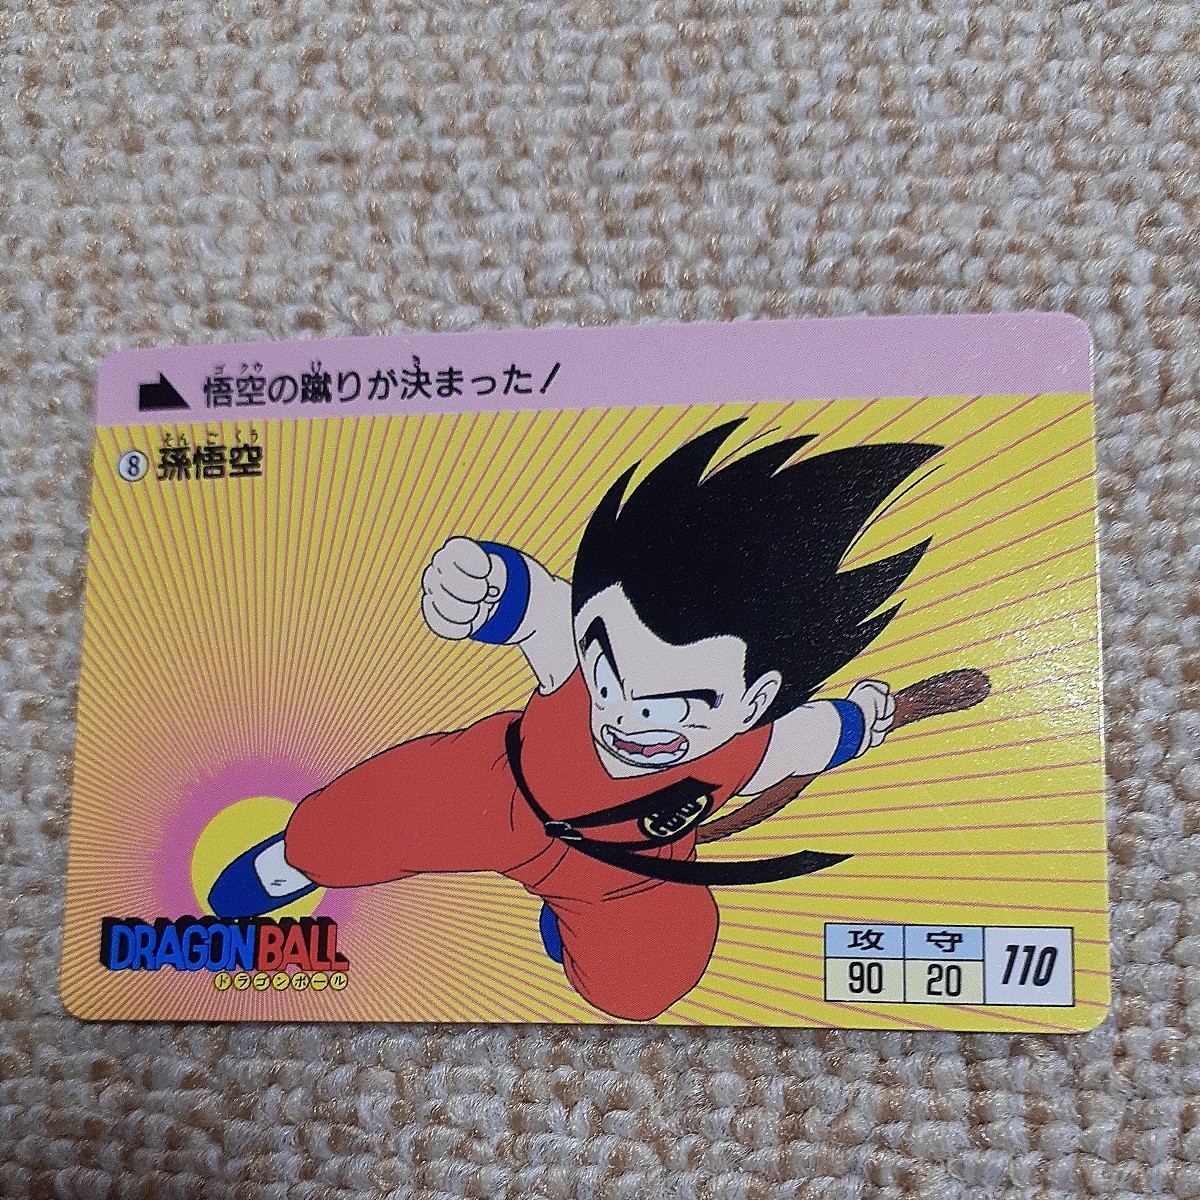 悟空の蹴りが決まった!
⑧ 孫悟空
DRAGON BALL
ドラゴンボール
攻 守
90 20 110